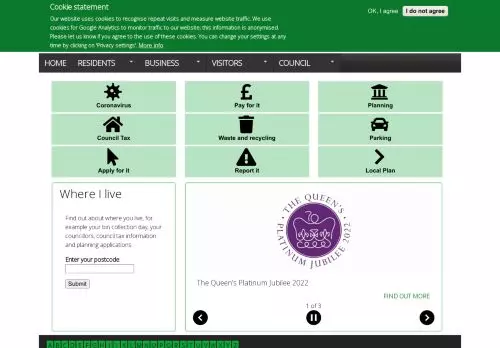 Cookie statement
Our website uses cookies to recognise repeat visits and measure website traffic. We use
cookies for Google Analytics to monitor traffic to our website; this information is anonymised.
Please let us know if you agree to the use of these cookies. You can change your settings at any
time by clicking on 'Privacy settings'. More info
OK, I agree
I do not agree
HOME RESIDENTS BUSINESS VISITORS COUNCIL
Coronavirus
Pay for it
Planning
Council Tax
Waste and recycling
Parking
Apply for it
Report it
Local Plan
Where I live
Find out about where you live, for
example your bin collection day, your
councillors, council tax information
and planning applications.
Enter your postcode
Submit
THE QUEEN'S
70
PLATINUM JUBILEE 2022
The Queen's Platinum Jubilee 2022
FIND OUT MORE
1 of 3
A B C D E F G H I J K L M N O P Q R S T U V W X Y Z